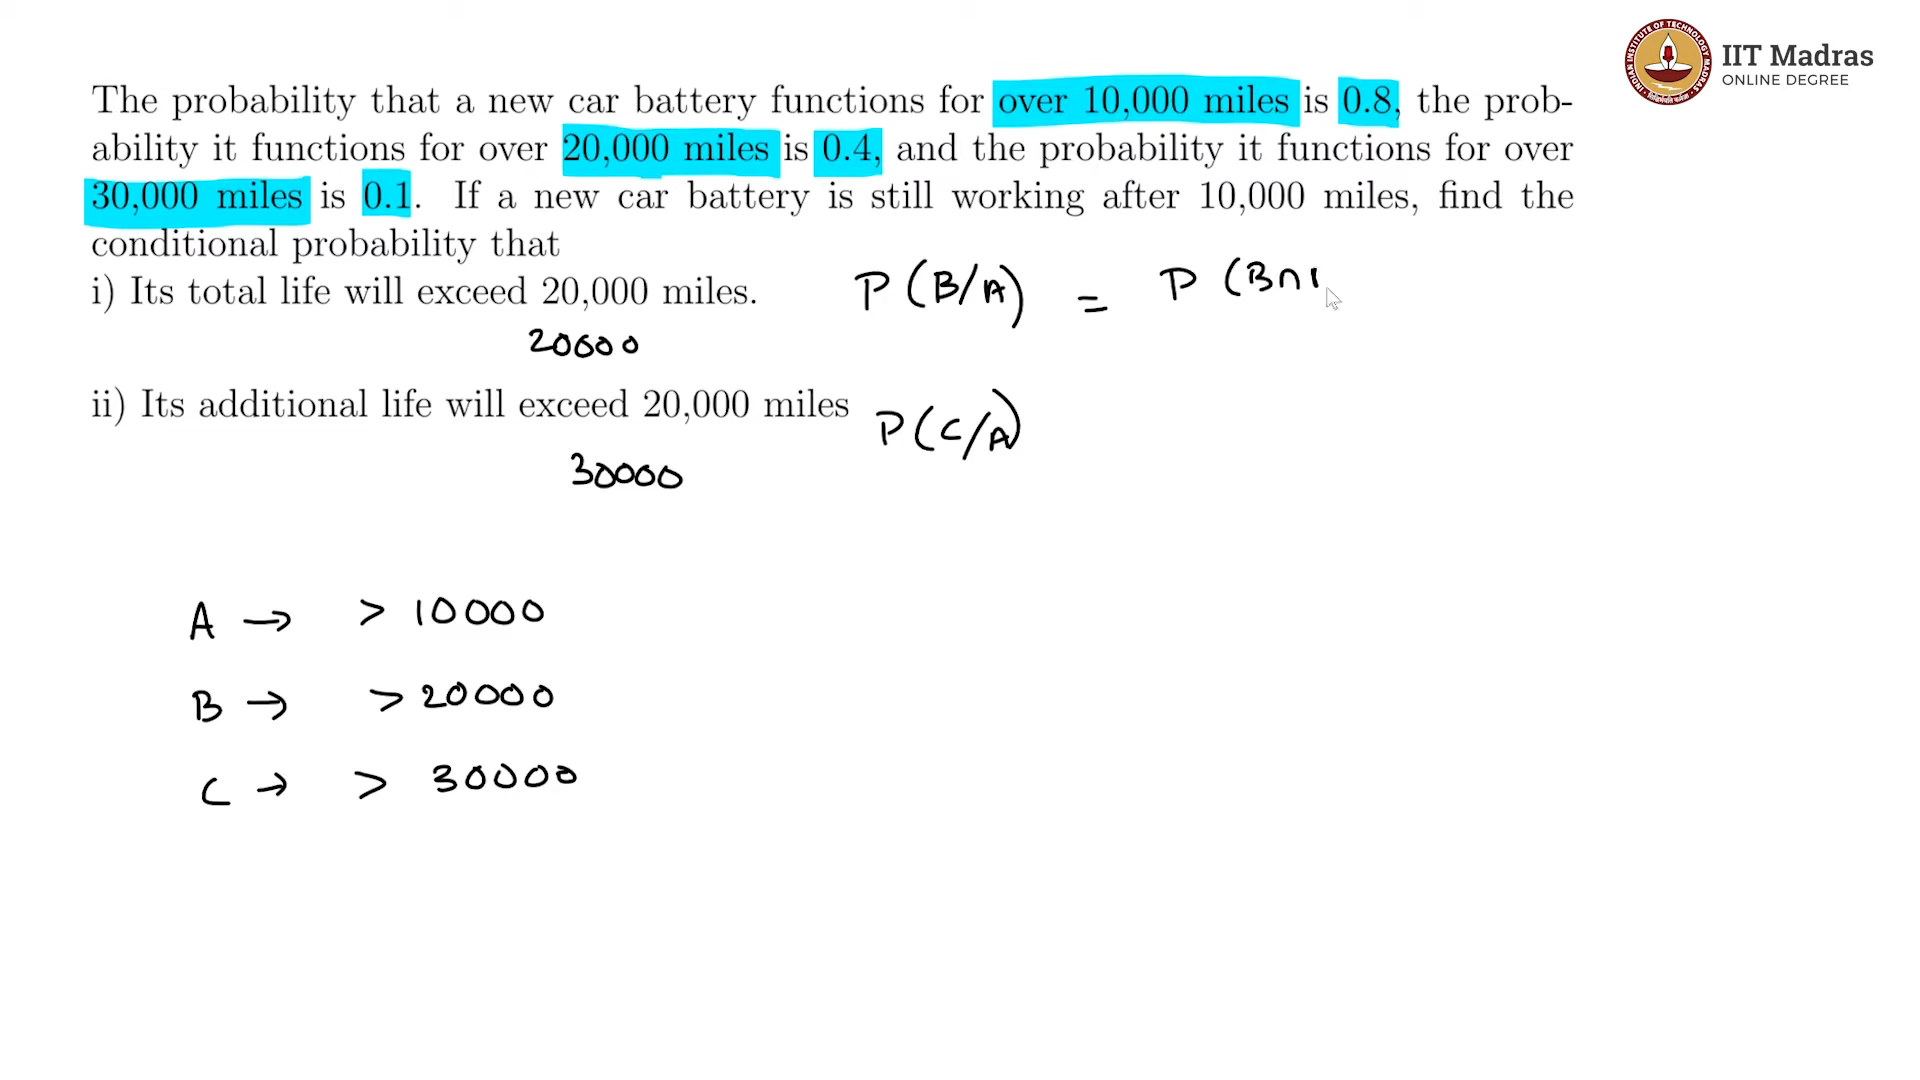 IIT Madras
ONLINE DEGREE
The probability that a new car battery functions for over 10,000 miles is 0.8, the prob-
ability it functions for over 20,000 miles is 0.4, and the probability it functions for over
30,000 miles is 0.1. If a new car battery is still working after 10,000 miles, find the
conditional probability that
i) Its total life will exceed 20,000 miles. P(B/A) = P(B∩
20000
ii) Its additional life will exceed 20,000 miles P(C/A)
30000
A → > 10000
B → > 20000
C → > 30000